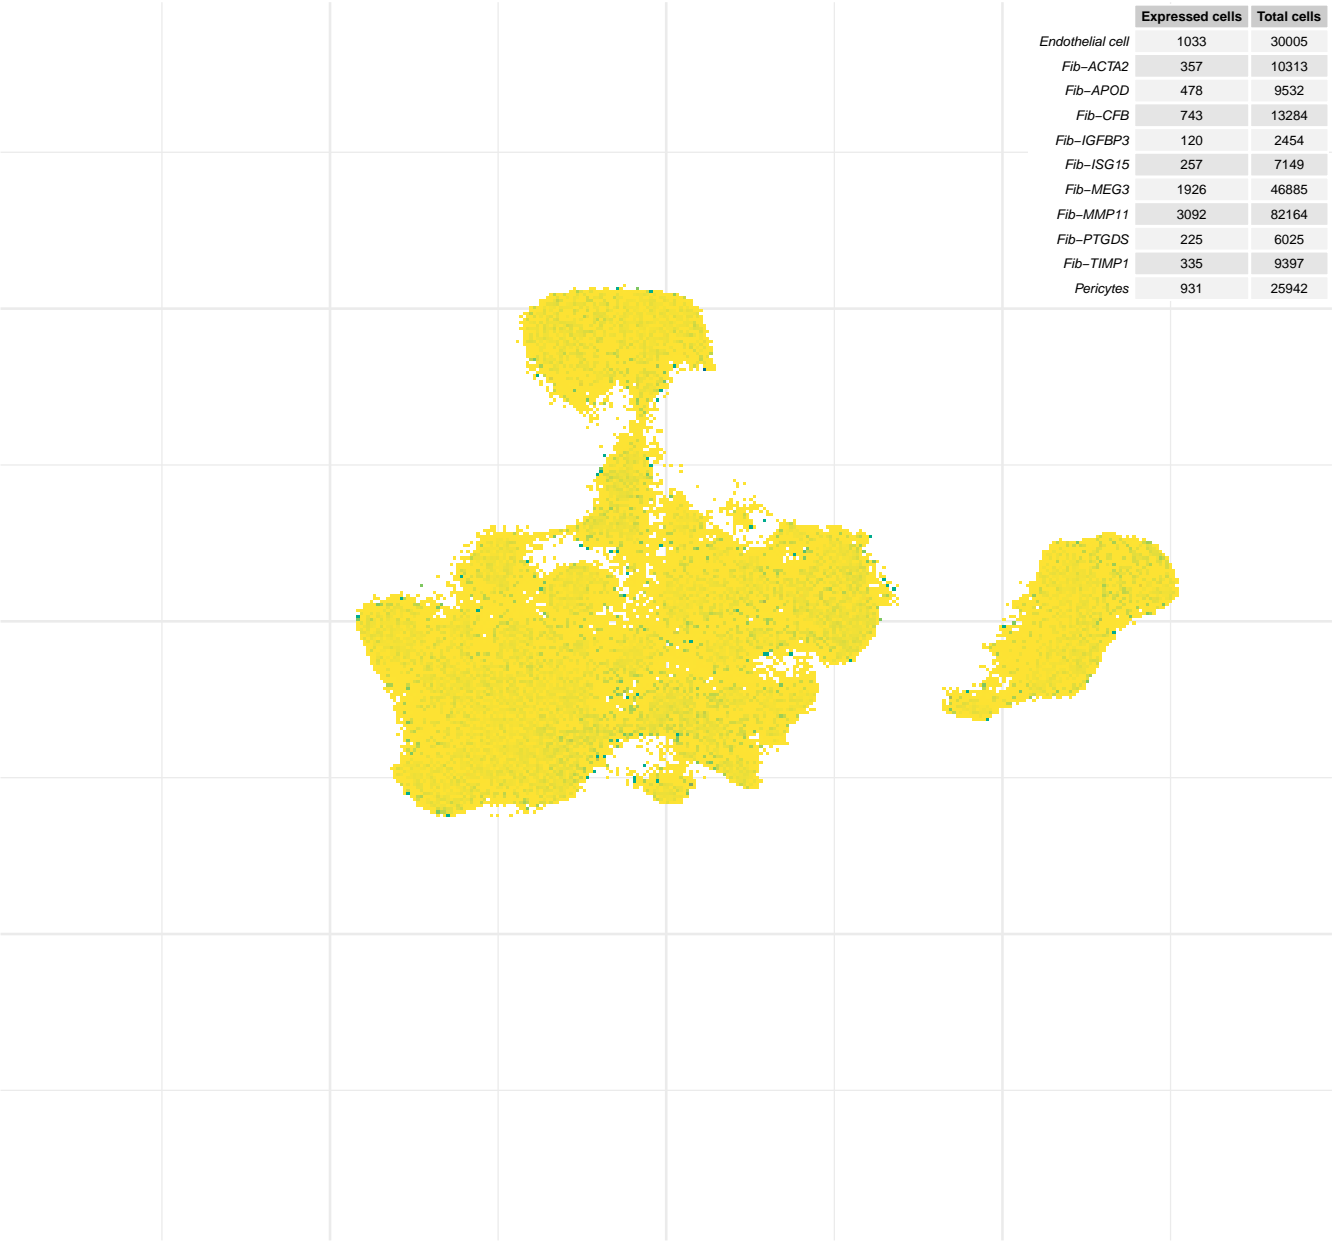 Expressed cells Total cells
Endothelial cell 1033 30005
Fib−ACTA2 357 10313
Fib−APOD 478 9532
Fib−CFB 743 13284
Fib−IGFBP3 120 2454
Fib−ISG15 257 7149
Fib−MEG3 1926 46885
Fib−MMP11 3092 82164
Fib−PTGDS 225 6025
Fib−TIMP1 335 9397
Pericytes 931 25942